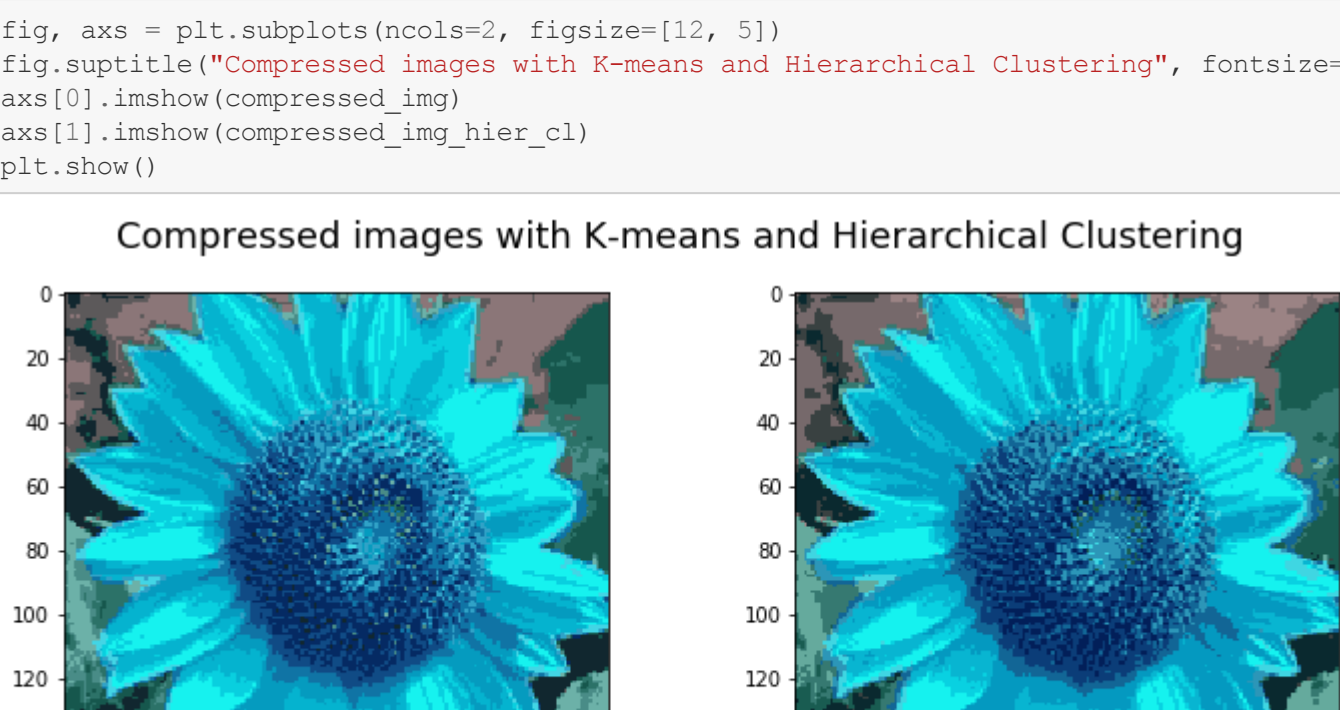 fig, axs = plt.subplots(ncols=2, figsize=[12, 5])
fig.suptitle("Compressed images with K-means and Hierarchical Clustering", fontsize=
axs[0].imshow(compressed_img)
axs[1].imshow(compressed_img_hier_cl)
plt.show()
Compressed images with K-means and Hierarchical Clustering
0 0
20 20
40 40
60 60
80 80
100 100
120 120